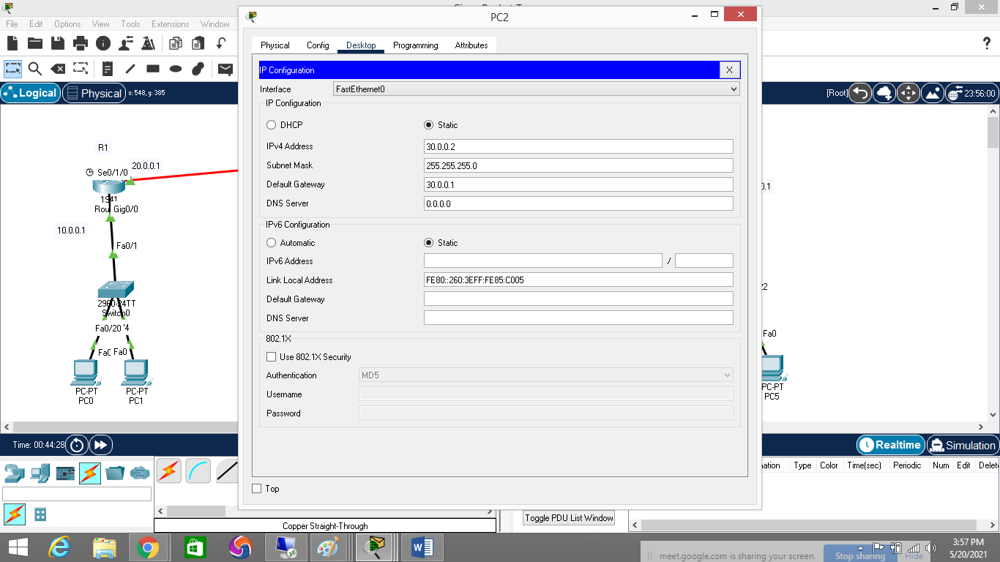 PC2
File Edit Options View Tools Extensions Window
?
Physical Config Desktop Programming Attributes
IP Configuration X
Interface FastEthernet0
Logical Physical x: 548, y: 385
[Root] 23:56:00
IP Configuration
DHCP Static
IPv4 Address 30.0.0.2
Subnet Mask 255.255.255.0
Default Gateway 30.0.0.1
DNS Server 0.0.0.0
IPv6 Configuration
Automatic Static
IPv6 Address /
Link Local Address FE80::260:3EFF:FE85:C005
Default Gateway
DNS Server
802.1X
Use 802.1X Security
Authentication MD5
Username
Password
Top
R1
20.0.0.1
Se0/1/0
Gig0/0
10.0.0.1
Fa0/1
2960-24TT
Switch0
Fa0/20 '4
Fa0
PC-PT PC-PT
PC0 PC1
Fa0
PC-PT
PC5
Time: 00:44:28
Realtime Simulation
Type Color Time(sec) Periodic Num Edit
Copper Straight-Through
Toggle PDU List Window
meet.google.com is sharing your screen. Stop sharing Hide
3:57 PM
5/20/2021